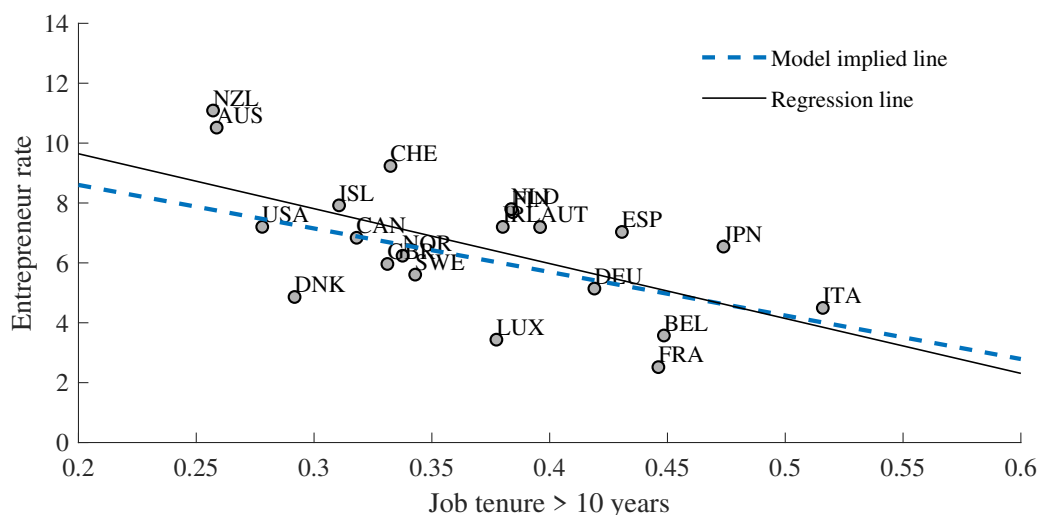 14
12
10
8
6
4
2
0
Entrepreneur rate
Model implied line
Regression line
NZL
AUS
CHE
ISL
USA
CAN
NLD
FIN
IRL
AUT
ESP
JPN
NOR
GBR
SWE
DNK
DEU
LUX
BEL
FRA
ITA
0.2 0.25 0.3 0.35 0.4 0.45 0.5 0.55 0.6
Job tenure > 10 years